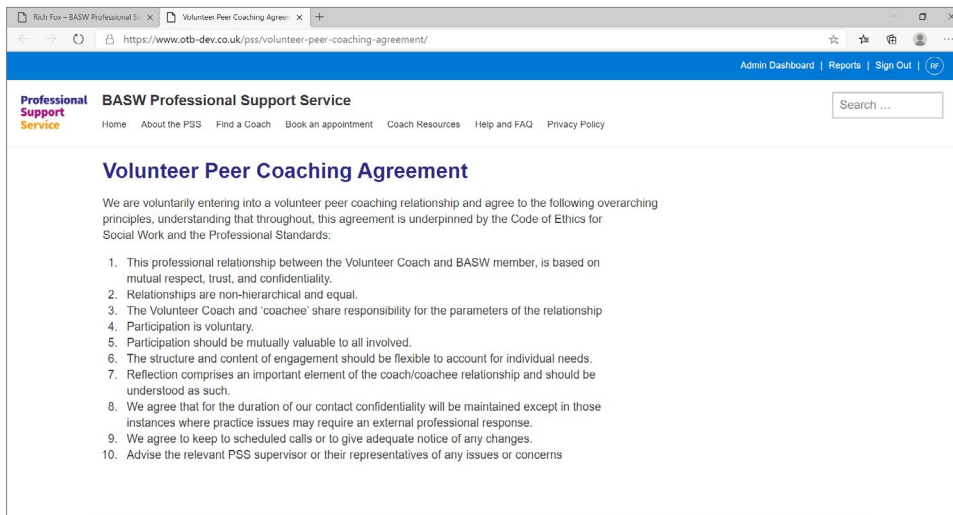 Rich Fox – BASW Professional Su
Volunteer Peer Coaching Agreen
https://www.otb-dev.co.uk/pss/volunteer-peer-coaching-agreement/
Admin Dashboard | Reports | Sign Out | RF
Professional
Support
Service
BASW Professional Support Service
Search ...
Home About the PSS Find a Coach Book an appointment Coach Resources Help and FAQ Privacy Policy
Volunteer Peer Coaching Agreement
We are voluntarily entering into a volunteer peer coaching relationship and agree to the following overarching
principles, understanding that throughout, this agreement is underpinned by the Code of Ethics for
Social Work and the Professional Standards:
1. This professional relationship between the Volunteer Coach and BASW member, is based on
mutual respect, trust, and confidentiality.
2. Relationships are non-hierarchical and equal.
3. The Volunteer Coach and ‘coachee’ share responsibility for the parameters of the relationship
4. Participation is voluntary.
5. Participation should be mutually valuable to all involved.
6. The structure and content of engagement should be flexible to account for individual needs.
7. Reflection comprises an important element of the coach/coachee relationship and should be
understood as such.
8. We agree that for the duration of our contact confidentiality will be maintained except in those
instances where practice issues may require an external professional response.
9. We agree to keep to scheduled calls or to give adequate notice of any changes.
10. Advise the relevant PSS supervisor or their representatives of any issues or concerns